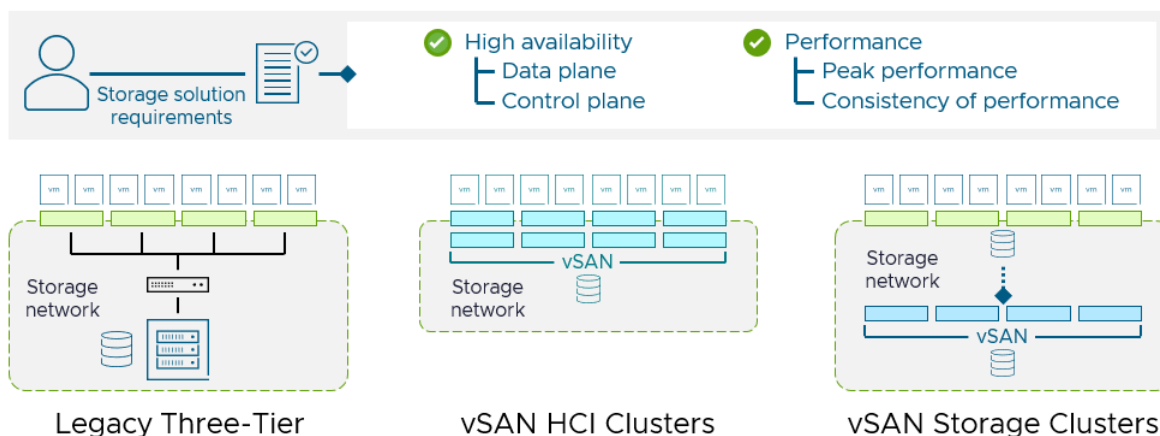 High availability
Data plane
Control plane
Performance
Peak performance
Consistency of performance
Storage solution
requirements
vm vm vm vm vm vm vm vm
vm vm vm vm vm vm vm vm
vm vm vm vm vm vm vm vm
Storage
network
vSAN
Storage
network
Storage
network
vSAN
Legacy Three-Tier
vSAN HCI Clusters
vSAN Storage Clusters